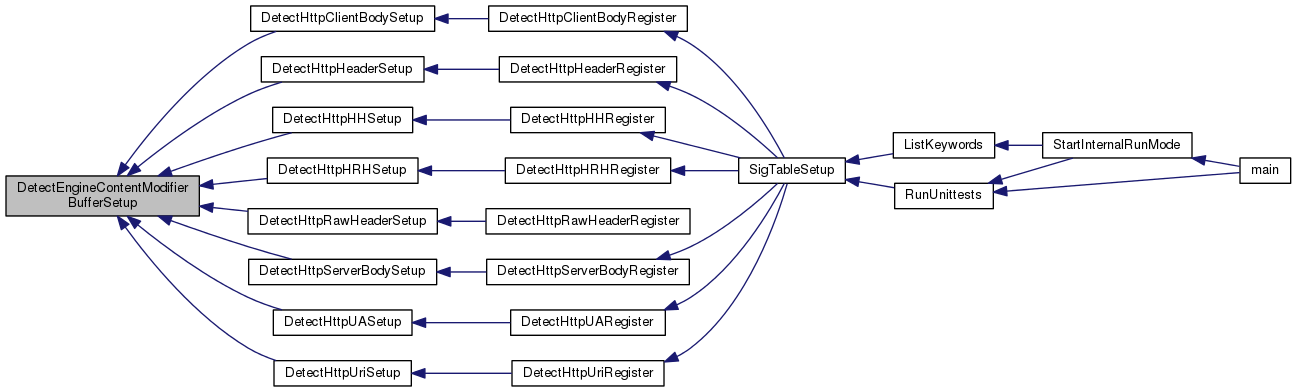 DetectHttpClientBodySetup
DetectHttpClientBodyRegister
DetectHttpHeaderSetup
DetectHttpHeaderRegister
DetectHttpHHSetup
DetectHttpHHRegister
ListKeywords
StartInternalRunMode
DetectHttpHRHSetup
DetectHttpHRHRegister
SigTableSetup
main
DetectEngineContentModifier
BufferSetup
RunUnittests
DetectHttpRawHeaderSetup
DetectHttpRawHeaderRegister
DetectHttpServerBodySetup
DetectHttpServerBodyRegister
DetectHttpUASetup
DetectHttpUARegister
DetectHttpUriSetup
DetectHttpUriRegister